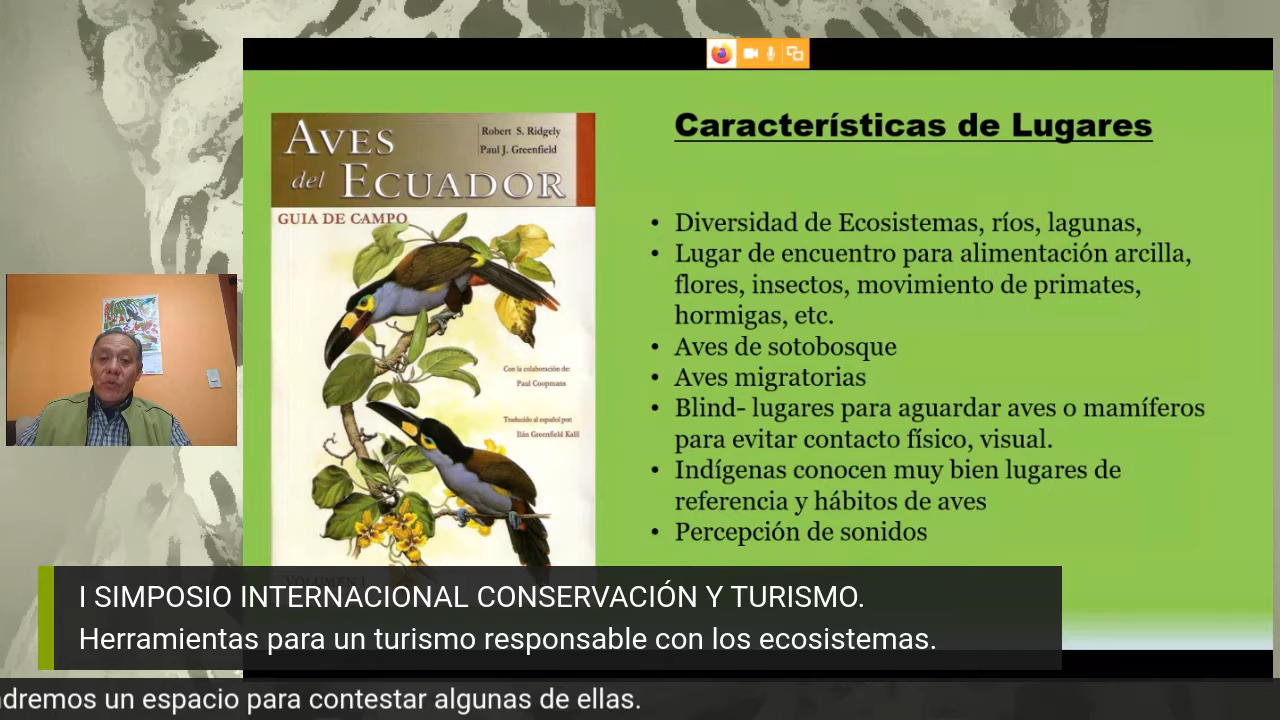 AVES
del ECUADOR
Robert S. Ridgely
Paul J. Greenfield
GUIA DE CAMPO
Con la colaboración de:
Paul Coopmans
Traducido al español por:
Características de Lugares
• Diversidad de Ecosistemas, ríos, lagunas,
• Lugar de encuentro para alimentación arcilla,
flores, insectos, movimiento de primates,
hormigas, etc.
• Aves de sotobosque
• Aves migratorias
• Blind- lugares para aguardar aves o mamíferos
para evitar contacto físico, visual.
• Indígenas conocen muy bien lugares de
referencia y hábitos de aves
• Percepción de sonidos
I SIMPOSIO INTERNACIONAL CONSERVACIÓN Y TURISMO.
Herramientas para un turismo responsable con los ecosistemas.
ndremos un espacio para contestar algunas de ellas.